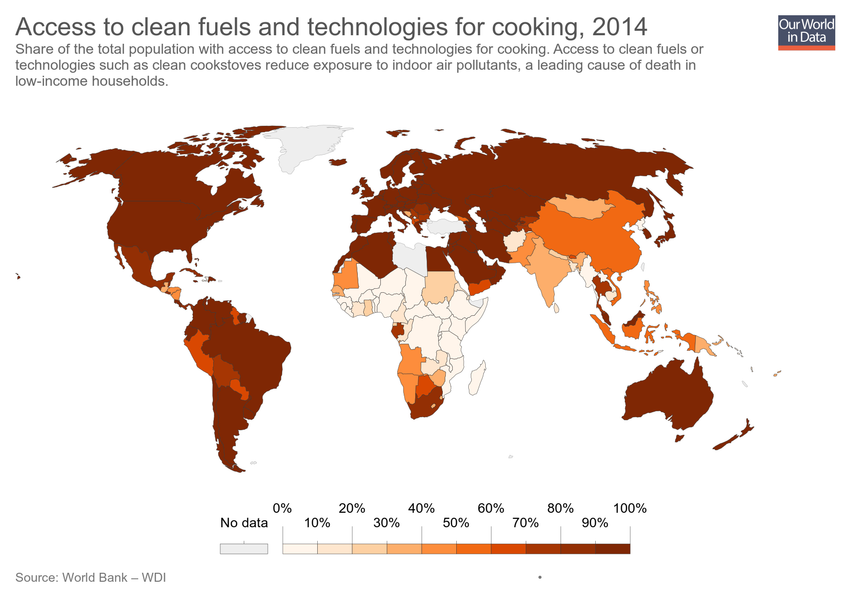 Access to clean fuels and technologies for cooking, 2014
Our World
in Data
Share of the total population with access to clean fuels and technologies for cooking. Access to clean fuels or
technologies such as clean cookstoves reduce exposure to indoor air pollutants, a leading cause of death in
low-income households.
0% 20% 40% 60% 80% 100%
No data 10% 30% 50% 70% 90%
Source: World Bank – WDI